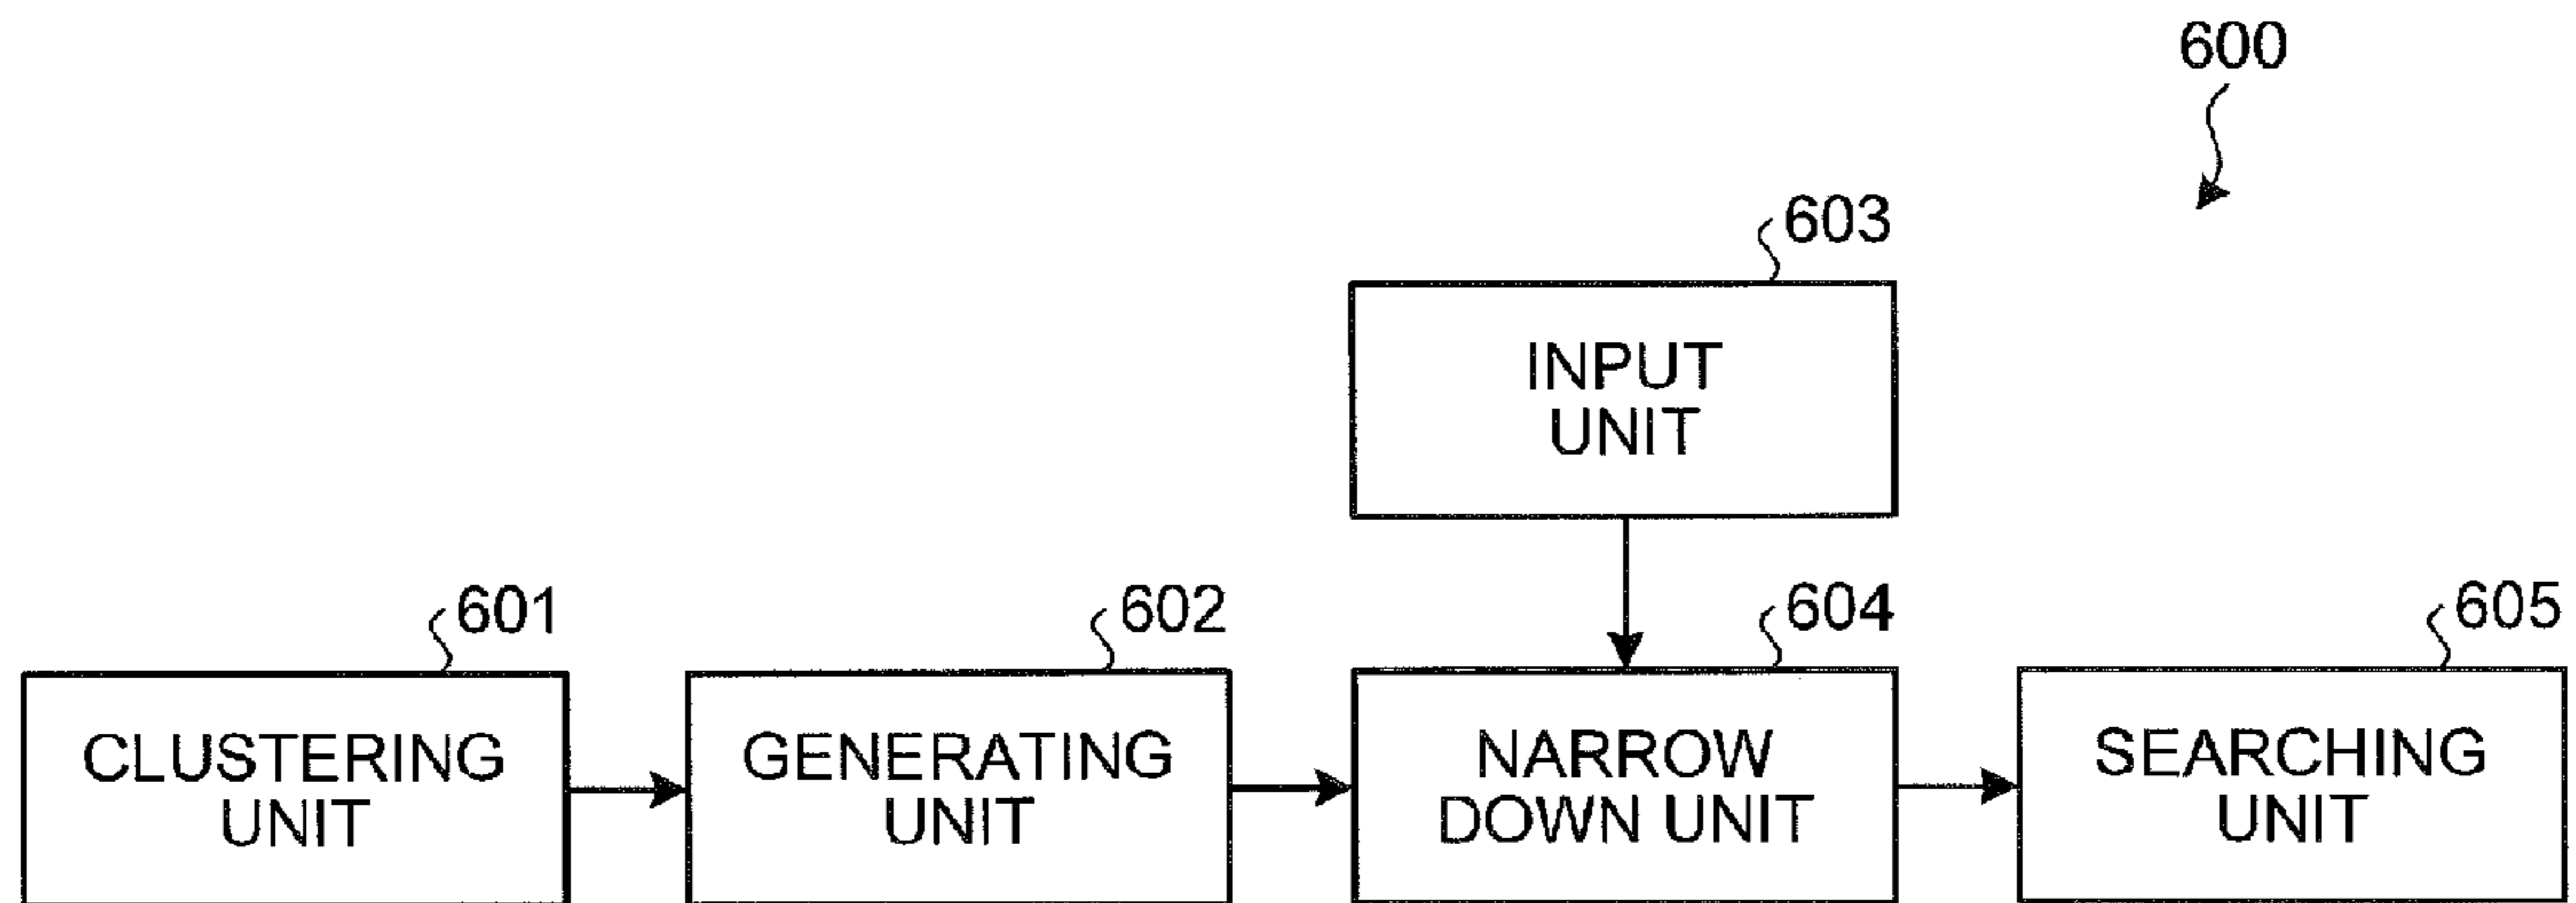 600
603
INPUT
UNIT
601
602
604
605
CLUSTERING
UNIT
GENERATING
UNIT
NARROW
DOWN UNIT
SEARCHING
UNIT